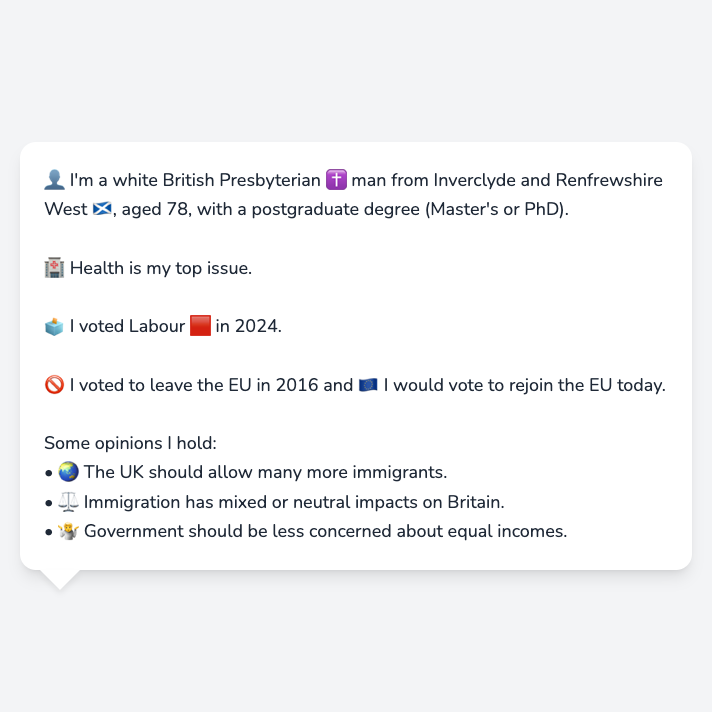 👤 I'm a white British Presbyterian ✝️ man from Inverclyde and Renfrewshire
West 🏴󠁧󠁢󠁳󠁣󠁴󠁿, aged 78, with a postgraduate degree (Master's or PhD).
🏥 Health is my top issue.
🗳️ I voted Labour 🟥 in 2024.
🚫 I voted to leave the EU in 2016 and 🇪🇺 I would vote to rejoin the EU today.
Some opinions I hold:
• 🌏 The UK should allow many more immigrants.
• ⚖️ Immigration has mixed or neutral impacts on Britain.
• 🤷 Government should be less concerned about equal incomes.